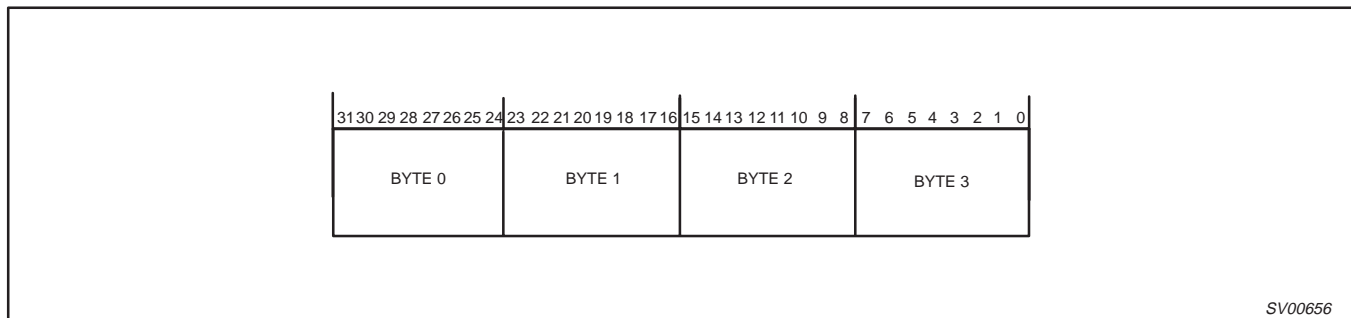 31 30 29 28 27 26 25 24 23 22 21 20 19 18 17 16 15 14 13 12 11 10 9 8 7 6 5 4 3 2 1 0
BYTE 0 BYTE 1 BYTE 2 BYTE 3
SV00656